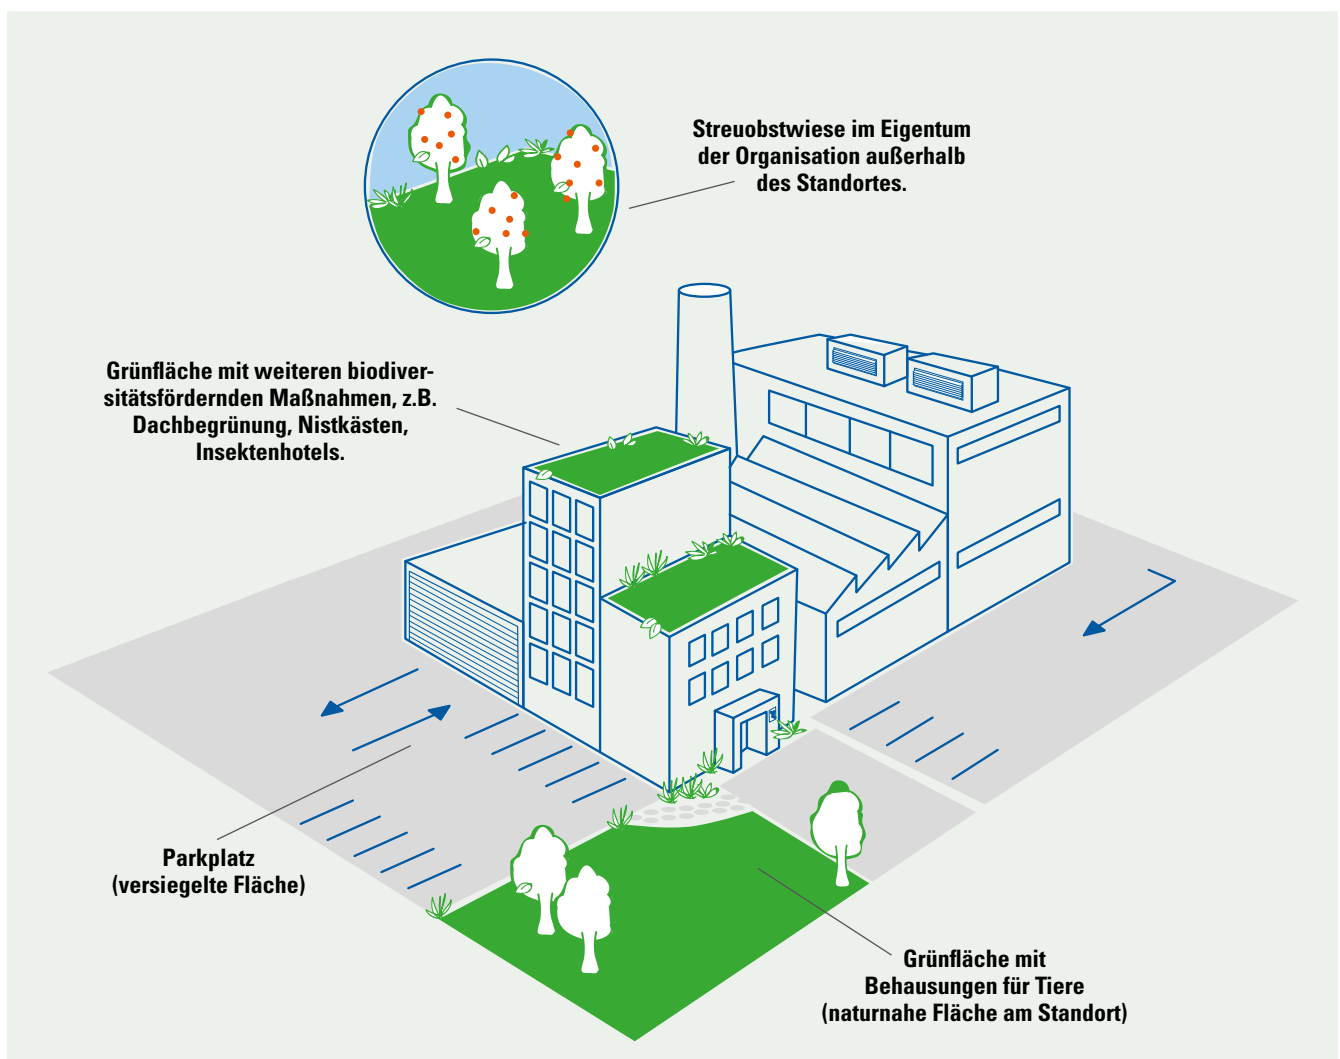 Streuobstwiese im Eigentum
der Organisation außerhalb
des Standortes.
Grünfläche mit weiteren biodiver-
sitätsfördernden Maßnahmen, z.B.
Dachbegrünung, Nistkästen,
Insektenhotels.
Parkplatz
(versiegelte Fläche)
Grünfläche mit
Behausungen für Tiere
(naturnahe Fläche am Standort)